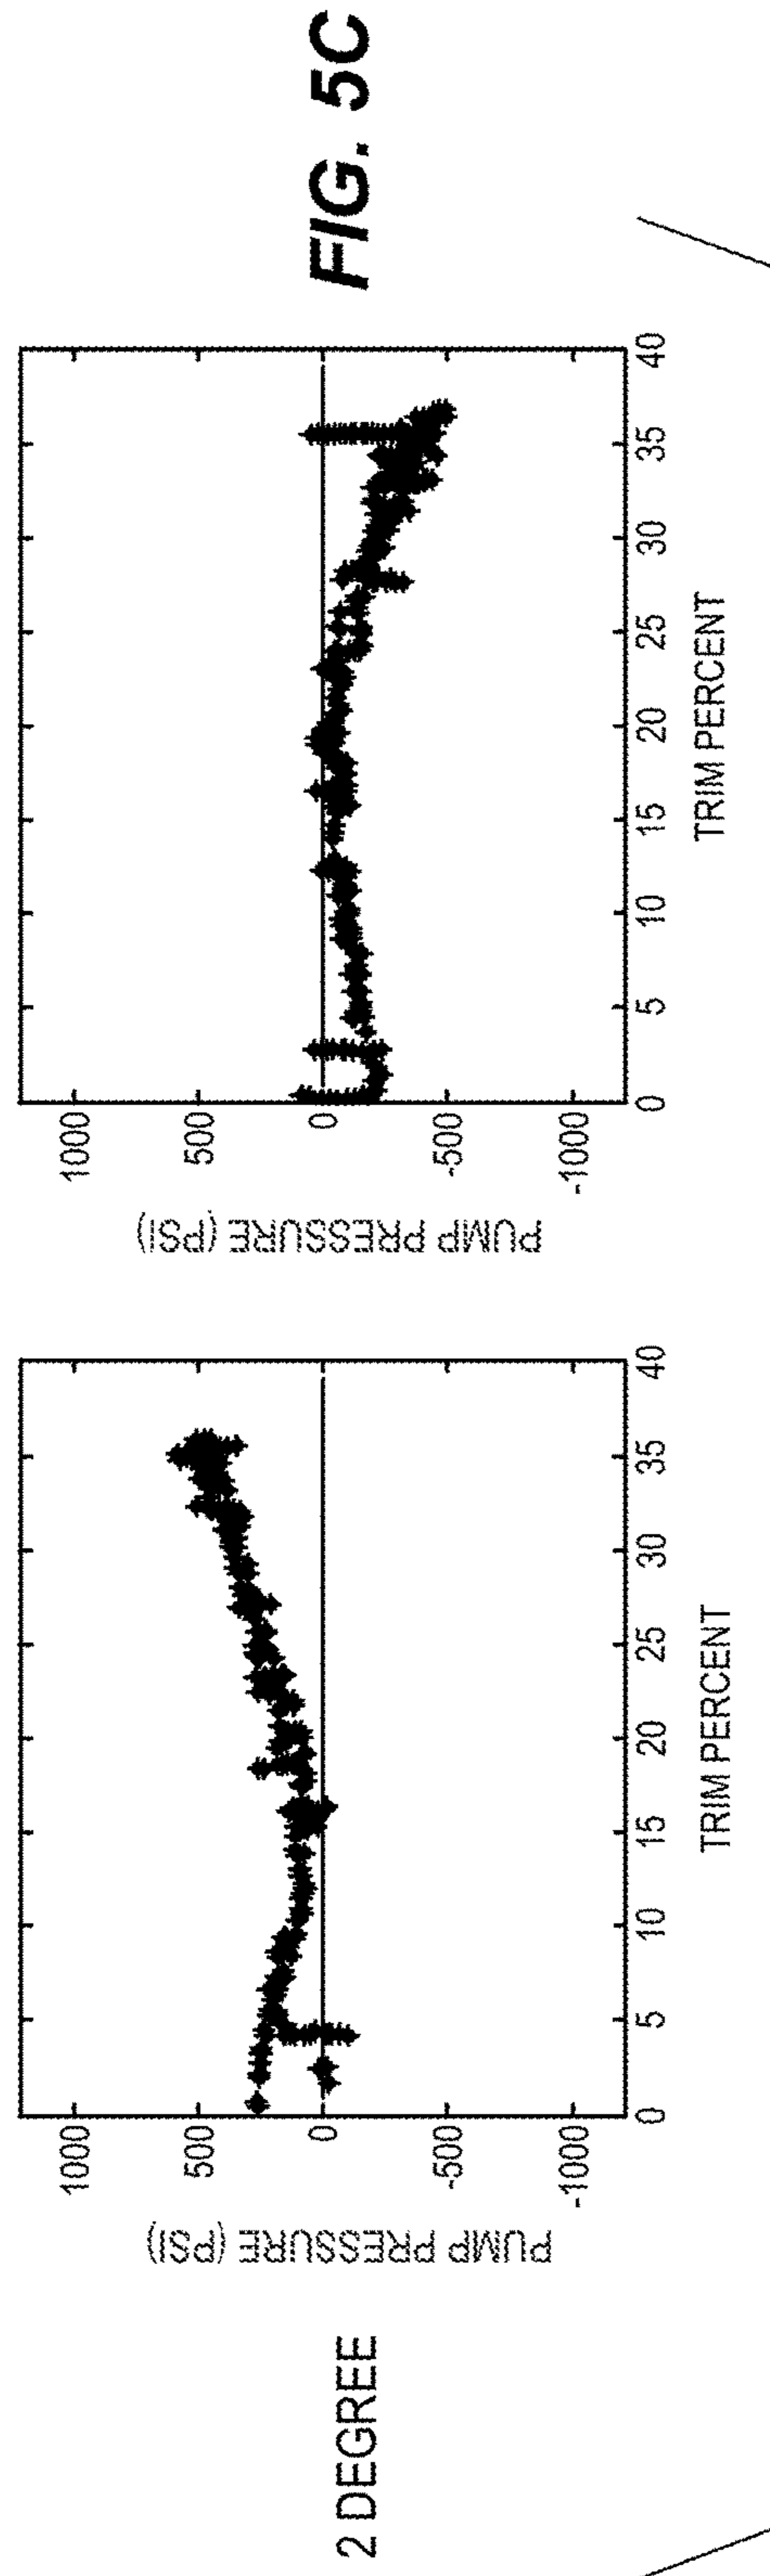 2 DEGREE
PUMP PRESSURE (PSI)
1000
500
0
-500
-1000
0 5 10 15 20 25 30 35 40
TRIM PERCENT
PUMP PRESSURE (PSI)
1000
500
0
-500
-1000
0 5 10 15 20 25 30 35 40
TRIM PERCENT
FIG. 5C